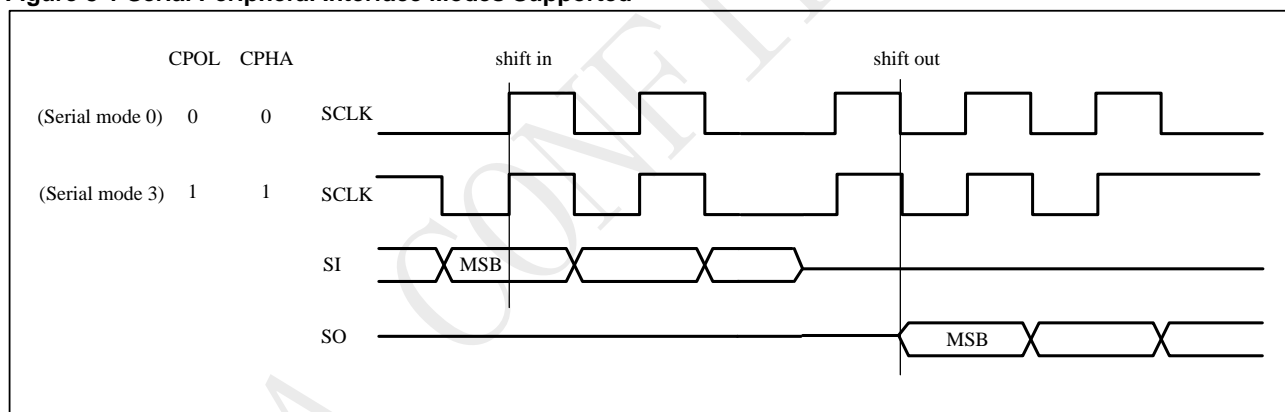 Figure 8-1 Serial Peripheral Interface Modes Supported
CPOL CPHA shift in shift out
(Serial mode 0) 0 0 SCLK
(Serial mode 3) 1 1 SCLK
SI MSB
SO MSB